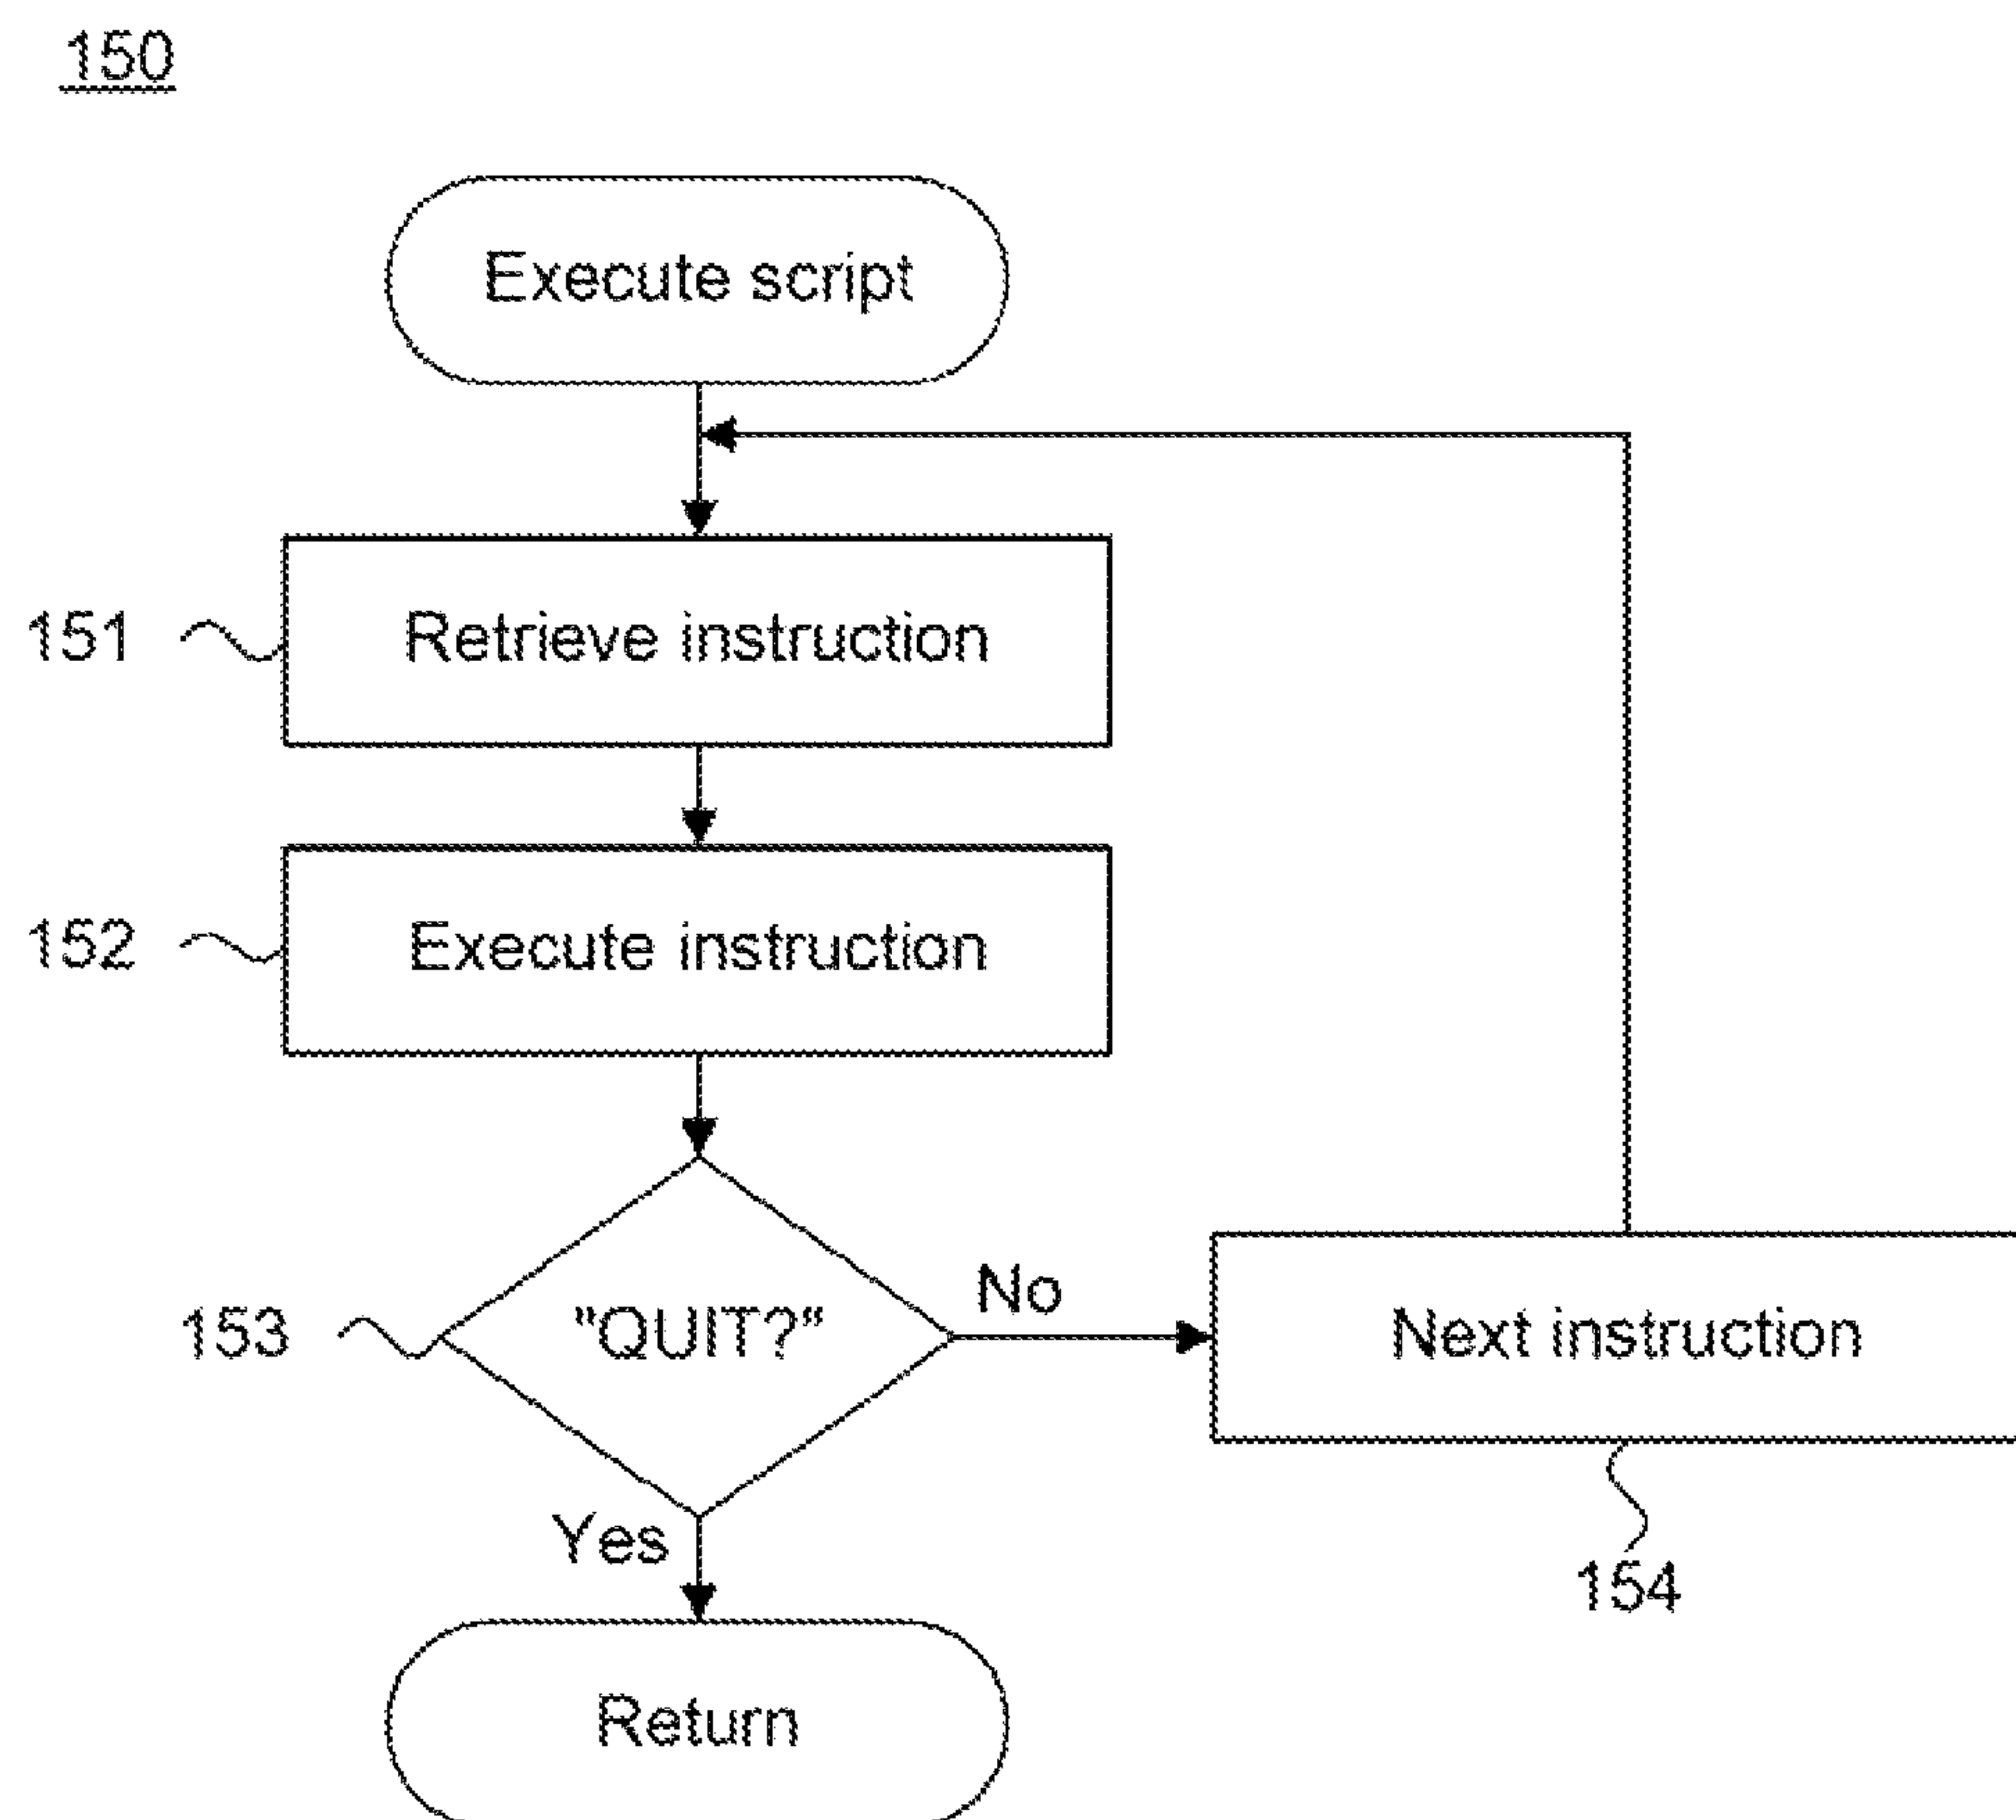 150
Execute script
151
Retrieve instruction
152
Execute instruction
153
"QUIT?"
No
Next instruction
Yes
154
Return